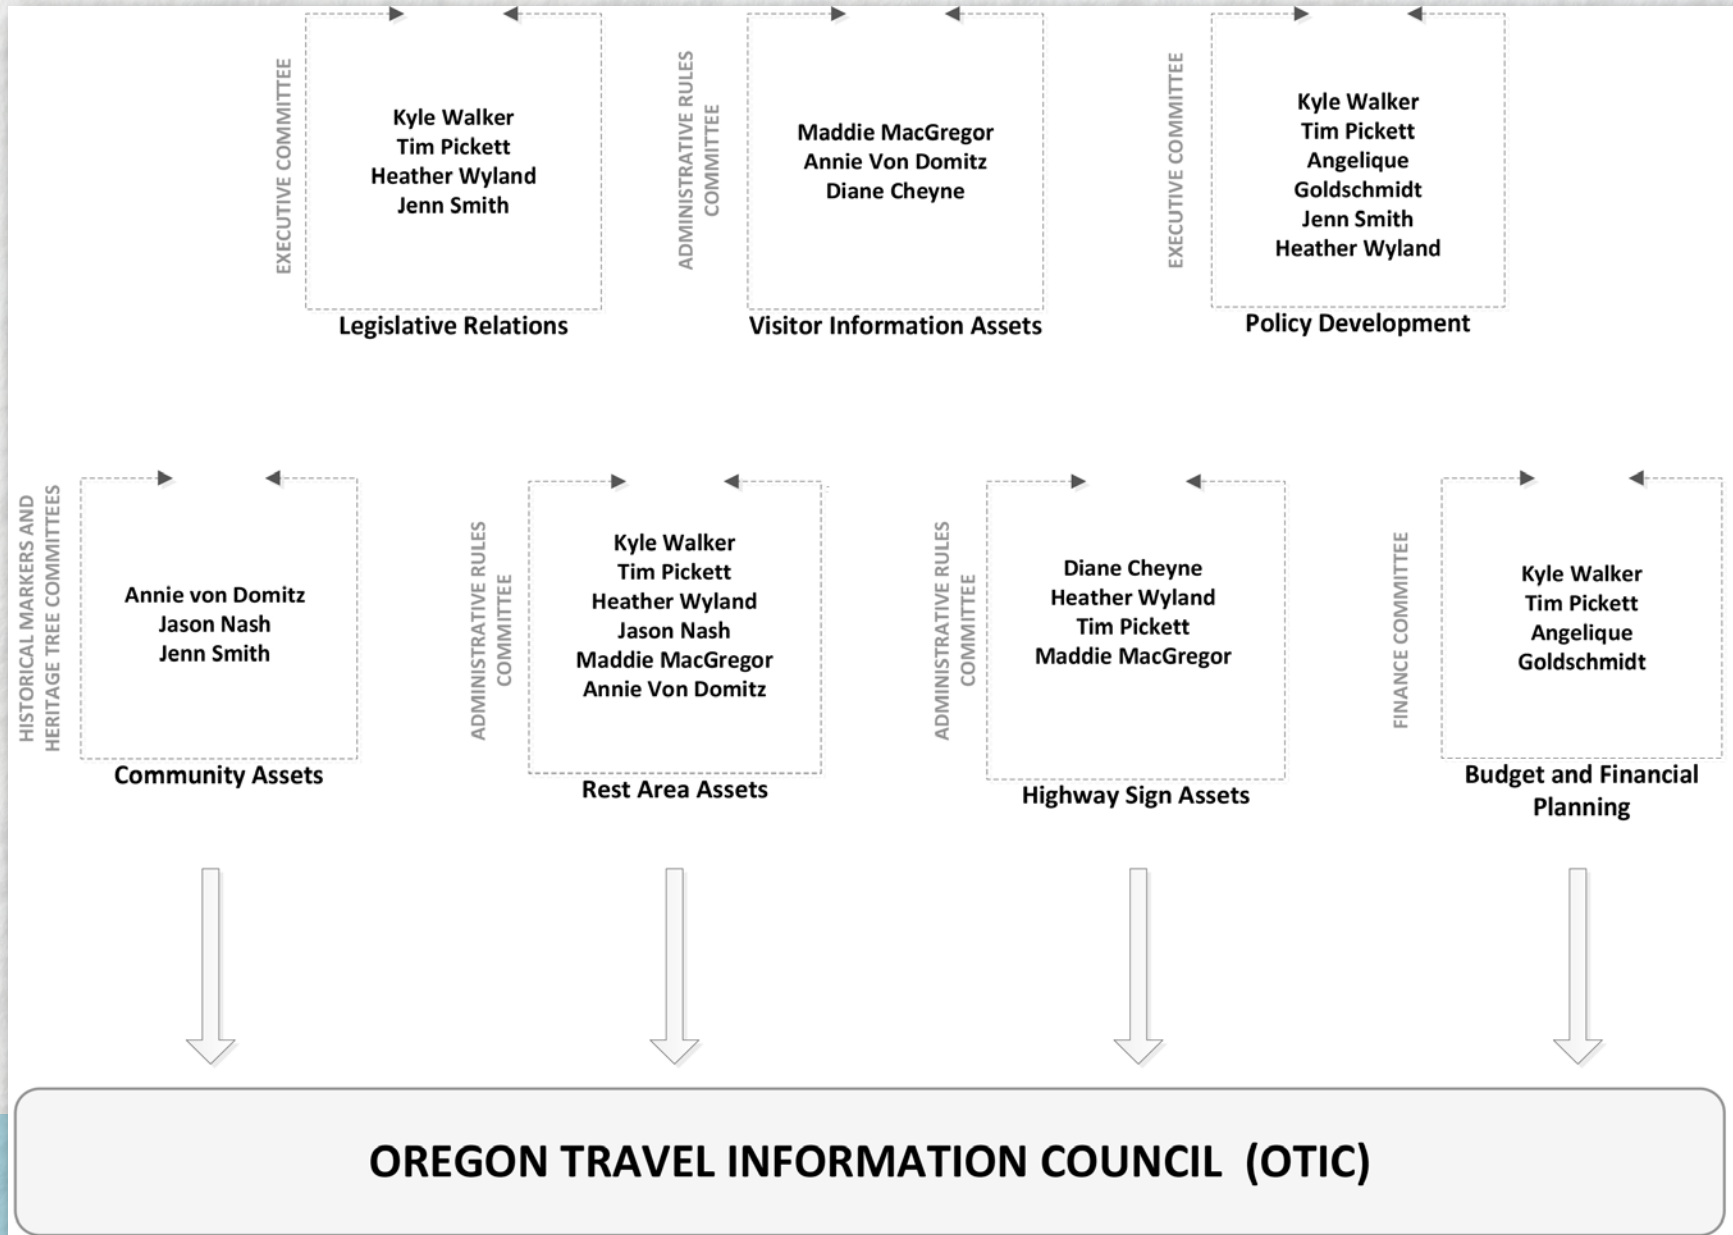 EXECUTIVE COMMITTEE
Kyle Walker
Tim Pickett
Heather Wyland
Jenn Smith
Legislative Relations
ADMINISTRATIVE RULES
COMMITTEE
Maddie MacGregor
Annie Von Domitz
Diane Cheyne
Visitor Information Assets
EXECUTIVE COMMITTEE
Kyle Walker
Tim Pickett
Angelique
Goldschmidt
Jenn Smith
Heather Wyland
Policy Development
HISTORICAL MARKERS AND
HERITAGE TREE COMMITTEES
Annie von Domitz
Jason Nash
Jenn Smith
Community Assets
ADMINISTRATIVE RULES
COMMITTEE
Kyle Walker
Tim Pickett
Heather Wyland
Jason Nash
Maddie MacGregor
Annie Von Domitz
Rest Area Assets
ADMINISTRATIVE RULES
COMMITTEE
Diane Cheyne
Heather Wyland
Tim Pickett
Maddie MacGregor
Highway Sign Assets
FINANCE COMMITTEE
Kyle Walker
Tim Pickett
Angelique
Goldschmidt
Budget and Financial
Planning
OREGON TRAVEL INFORMATION COUNCIL (OTIC)